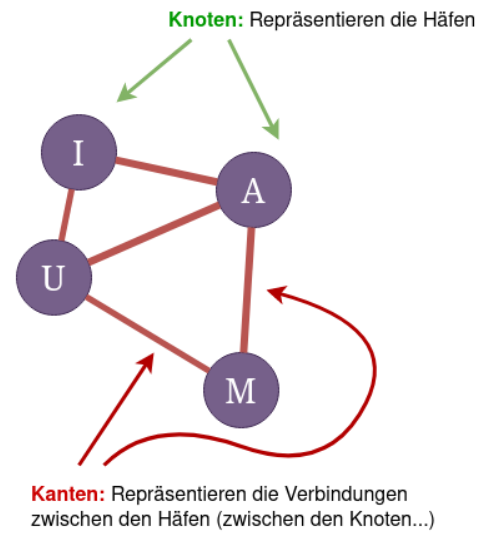 Knoten: Repräsentieren die Häfen
I
A
U
M
Kanten: Repräsentieren die Verbindungen
zwischen den Häfen (zwischen den Knoten...)